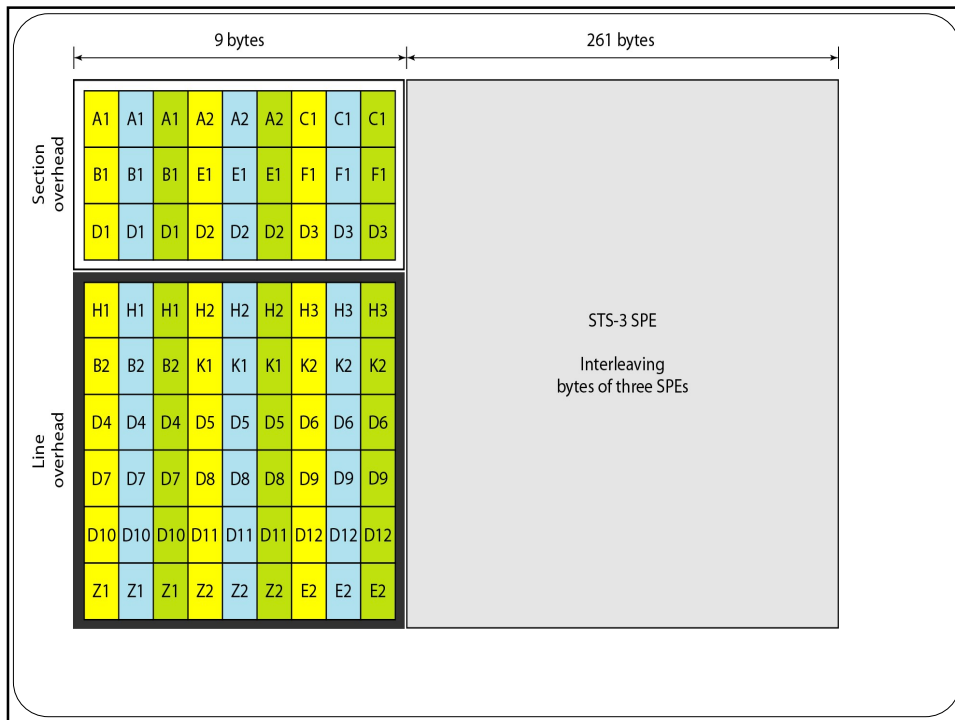 9 bytes 261 bytes
Section
overhead
A1 A1 A1 A2 A2 A2 C1 C1 C1
B1 B1 B1 E1 E1 E1 F1 F1 F1
D1 D1 D1 D2 D2 D2 D3 D3 D3
Line
overhead
H1 H1 H1 H2 H2 H2 H3 H3 H3
B2 B2 B2 K1 K1 K1 K2 K2 K2
D4 D4 D4 D5 D5 D5 D6 D6 D6
D7 D7 D7 D8 D8 D8 D9 D9 D9
D10 D10 D10 D11 D11 D11 D12 D12 D12
Z1 Z1 Z1 Z2 Z2 Z2 E2 E2 E2
STS-3 SPE
Interleaving
bytes of three SPEs